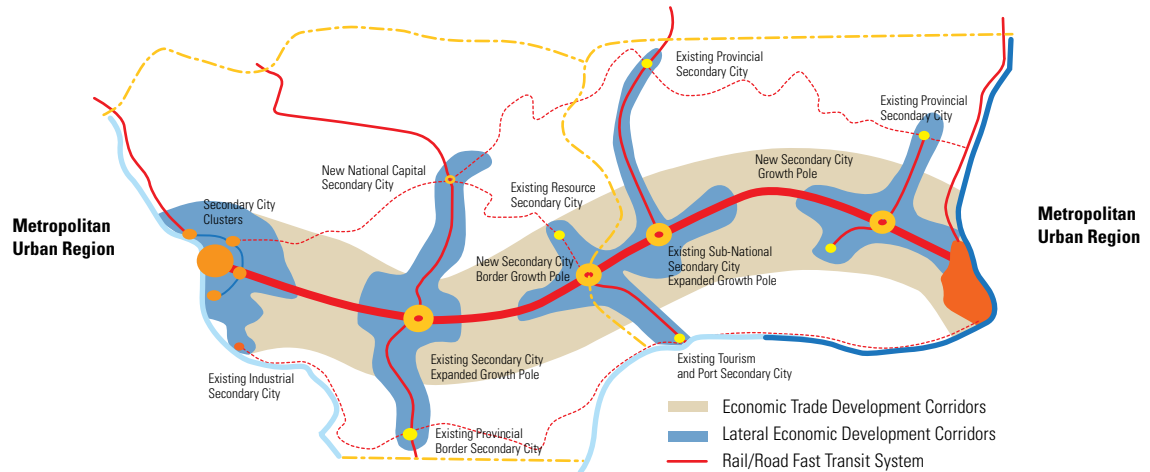 Existing Provincial
Secondary City
Existing Provincial
Secondary City
New Secondary City
Growth Pole
New National Capital
Secondary City
Existing Resource
Secondary City
Secondary City
Clusters
Metropolitan
Urban Region
Metropolitan
Urban Region
New Secondary City
Border Growth Pole
Existing Sub-National
Secondary City
Expanded Growth Pole
Existing Secondary City
Expanded Growth Pole
Existing Tourism
and Port Secondary City
Existing Industrial
Secondary City
Existing Provincial
Border Secondary City
Economic Trade Development Corridors
Lateral Economic Development Corridors
Rail/Road Fast Transit System